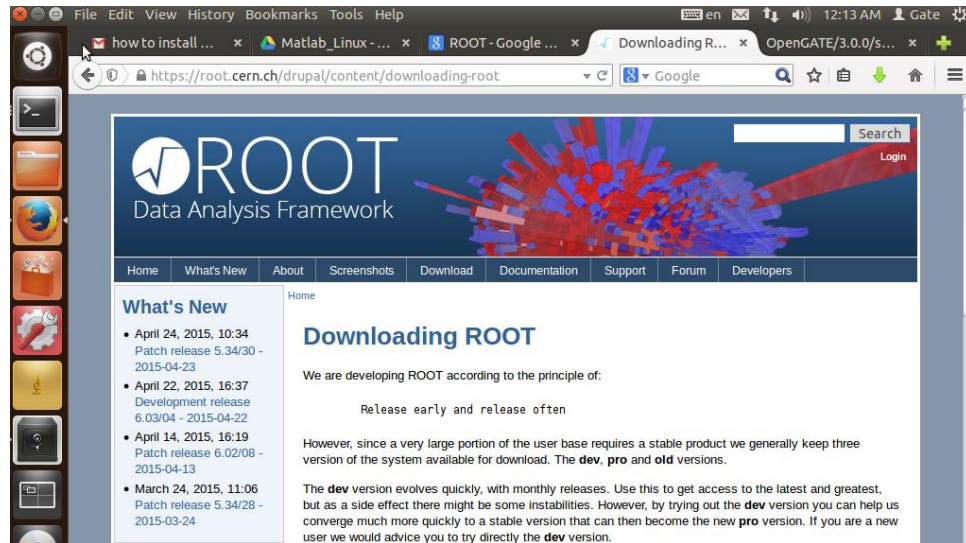 File Edit View History Bookmarks Tools Help
en 12:13 AM Gate
how to install ... × Matlab_Linux - ... × ROOT - Google ... × Downloading R... × OpenGATE/3.0.0/s... ×
https://root.cern.ch/drupal/content/downloading-root Google
Search
Login
ROOT
Data Analysis Framework
Home What's New About Screenshots Download Documentation Support Forum Developers
What's New
• April 24, 2015, 10:34
Patch release 5.34/30 -
2015-04-23
• April 22, 2015, 16:37
Development release
6.03/04 - 2015-04-22
• April 14, 2015, 16:19
Patch release 6.02/08 -
2015-04-13
• March 24, 2015, 11:06
Patch release 5.34/28 -
2015-03-24
Home
Downloading ROOT
We are developing ROOT according to the principle of:
Release early and release often
However, since a very large portion of the user base requires a stable product we generally keep three
version of the system available for download. The dev, pro and old versions.
The dev version evolves quickly, with monthly releases. Use this to get access to the latest and greatest,
but as a side effect there might be some instabilities. However, by trying out the dev version you can help us
converge much more quickly to a stable version that can then become the new pro version. If you are a new
user we would advice you to try directly the dev version.